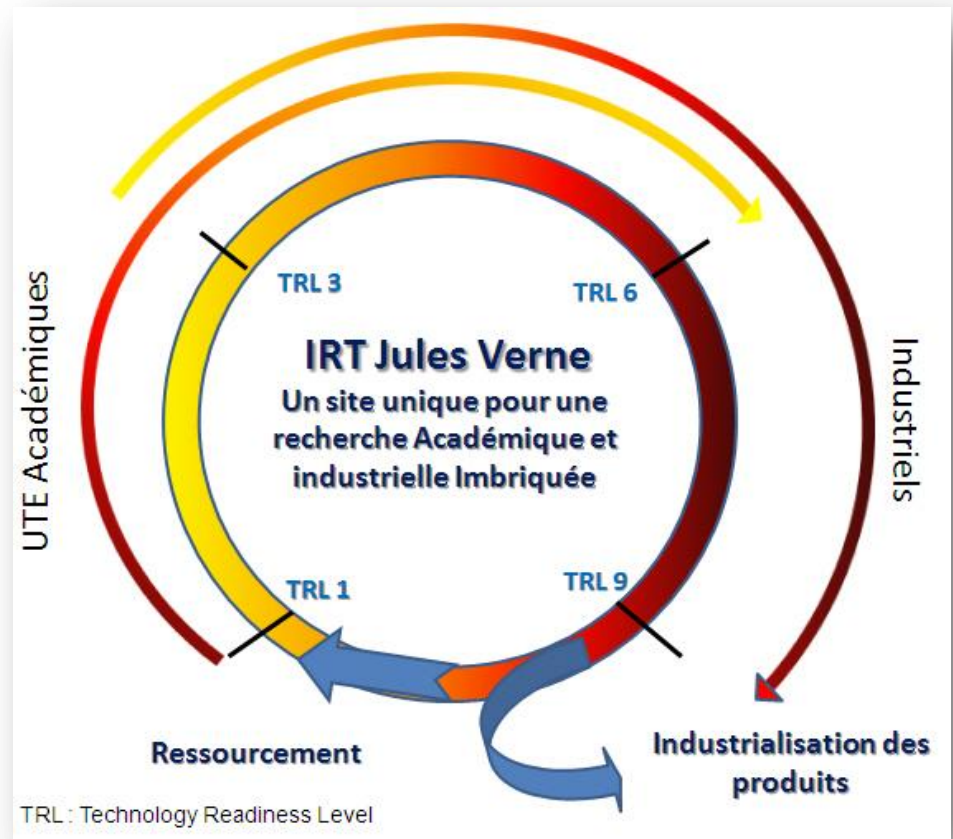 TRL 3
TRL 6
UTE Académiques
IRT Jules Verne
Un site unique pour une
recherche Académique et
industrielle Imbriquée
Industriels
TRL 1
TRL 9
Ressourcement
Industrialisation des
produits
TRL : Technology Readiness Level